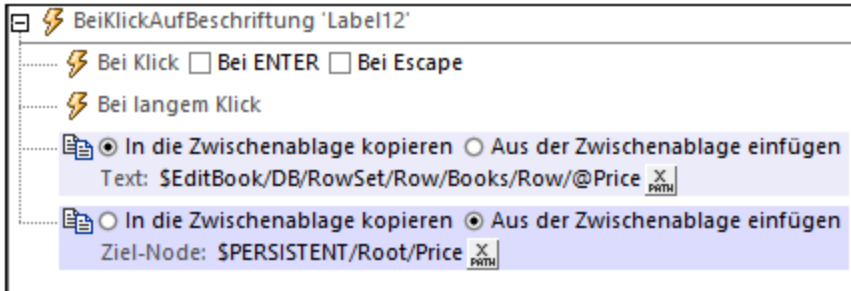 BeiKlickAufBeschriftung 'Label12'
Bei Klick Bei ENTER Bei Escape
Bei langem Klick
In die Zwischenablage kopieren Aus der Zwischenablage einfügen
Text: $EditBook/DB/RowSet/Row/Books/Row/@Price X PATH
In die Zwischenablage kopieren Aus der Zwischenablage einfügen
Ziel-Node: $PERSISTENT/Root/Price X PATH